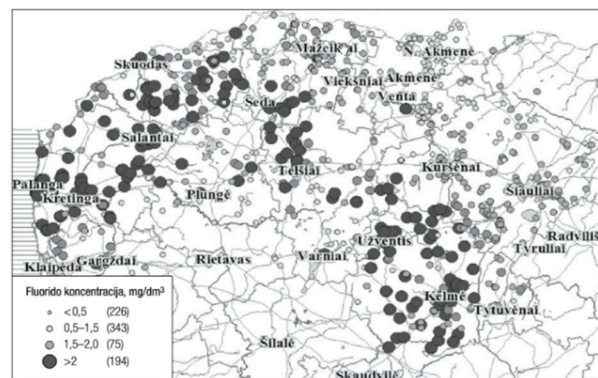 Mažeikiai
N. Akmenė
Skuodas
Viekšniai
Akmenė
Venta
Seda
Salantai
Telšiai
Kuršėnai
Palanga
Plungė
Šiauliai
Kretinga
Radviliš
Užventis
Tyruliai
Gargždai
Rietavas
Varniai
Klaipėda
Fluorido koncentracija, mg/dm³
<0,5 (226)
0,5–1,5 (343)
1,5–2,0 (75)
>2 (194)
Kelmė
Tytuvėnai
Šilalė
Skaudvilė